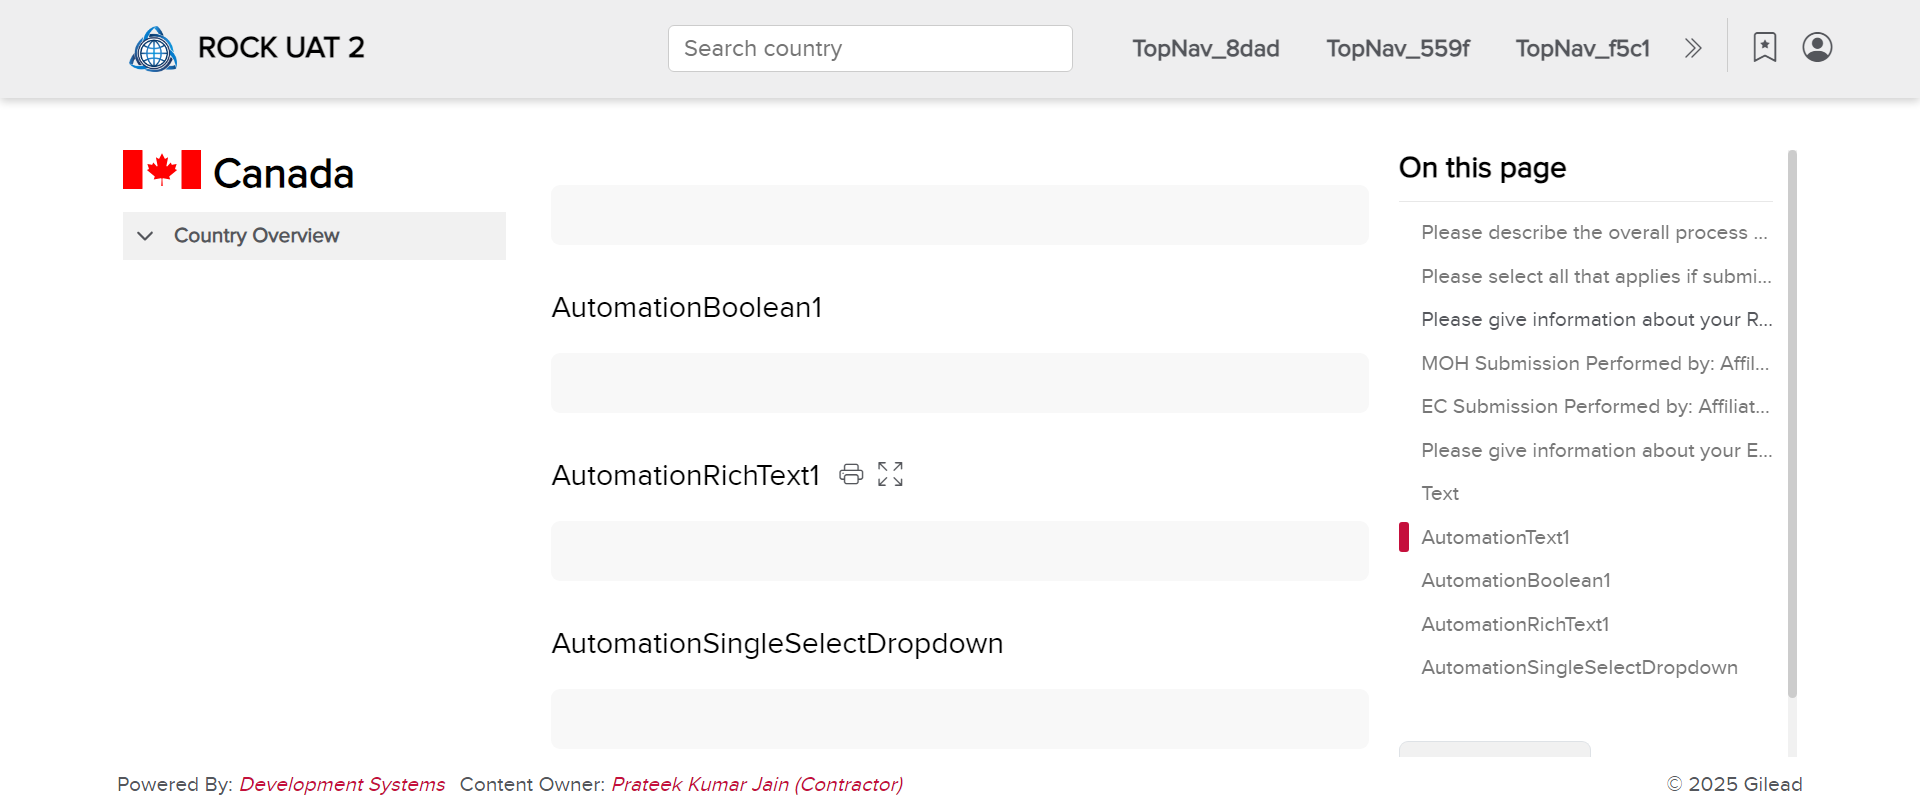 ROCK UAT 2
Search country
TopNav_8dad
TopNav_559f
TopNav_f5c1
Canada
Country Overview
AutomationBoolean1
AutomationRichText1
AutomationSingleSelectDropdown
On this page
Please describe the overall process ...
Please select all that applies if submi...
Please give information about your R...
MOH Submission Performed by: Affil...
EC Submission Performed by: Affiliat...
Please give information about your E...
Text
AutomationText1
AutomationBoolean1
AutomationRichText1
AutomationSingleSelectDropdown
Powered By: Development Systems Content Owner: Prateek Kumar Jain (Contractor)
© 2025 Gilead